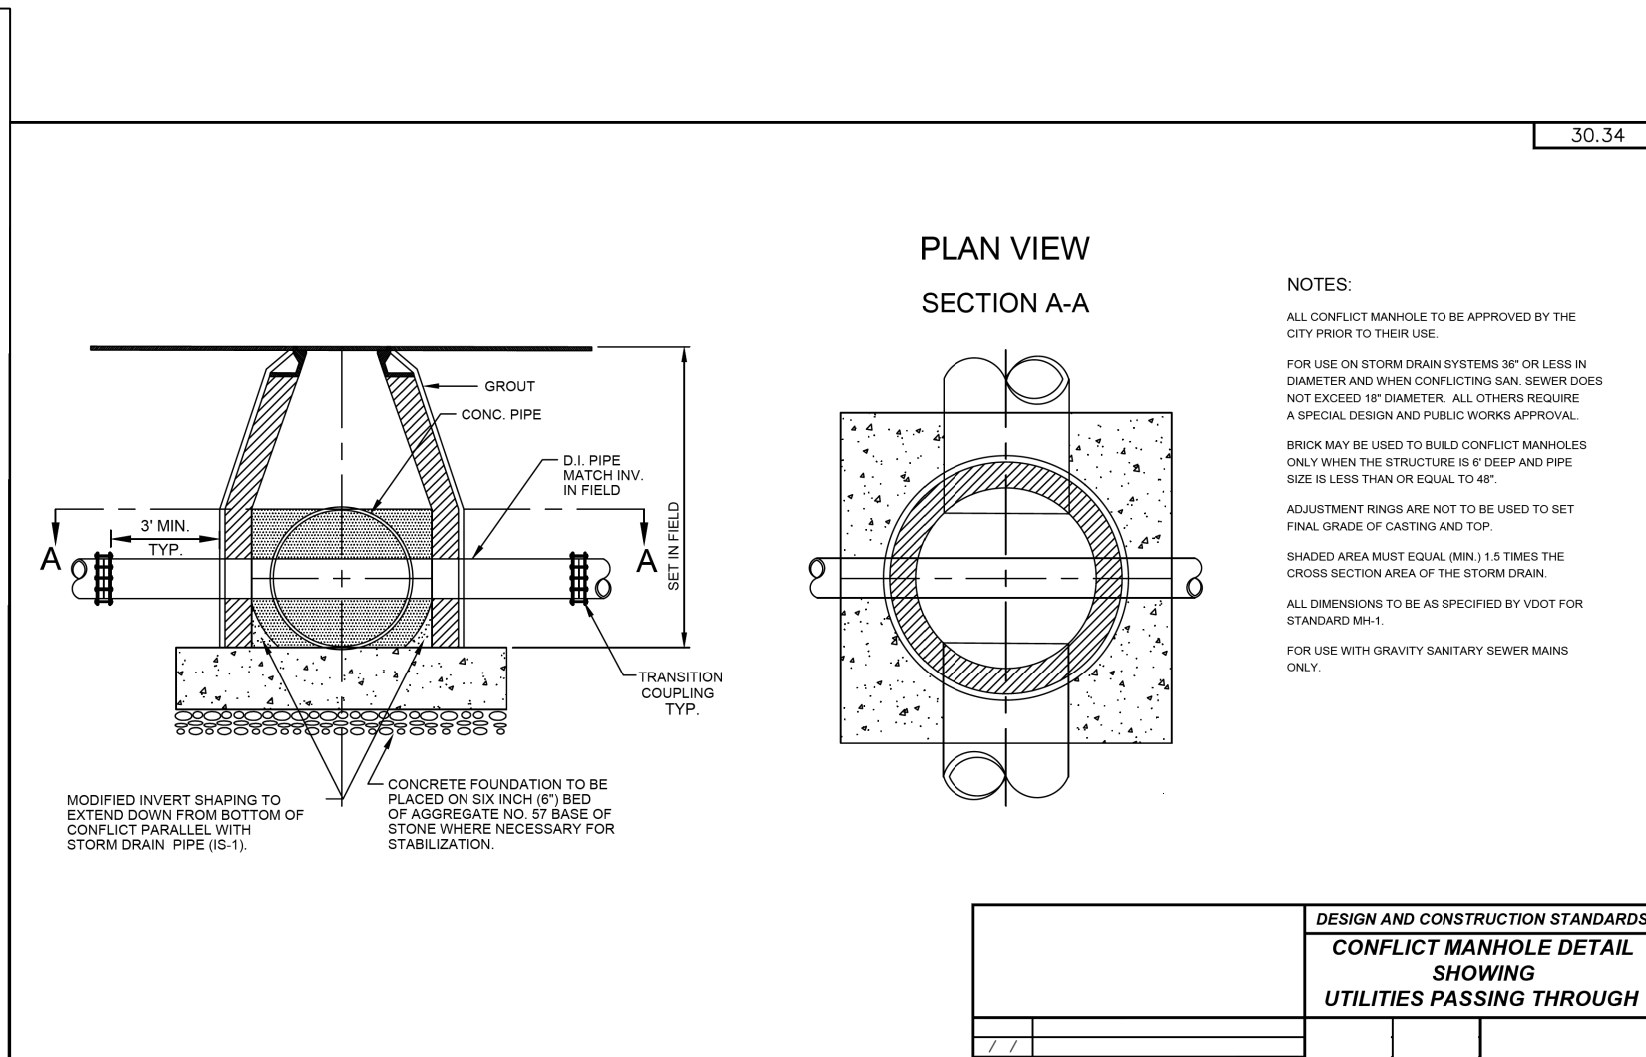 30.34
PLAN VIEW
SECTION A-A
NOTES:
ALL CONFLICT MANHOLE TO BE APPROVED BY THE
CITY PRIOR TO THEIR USE.
FOR USE ON STORM DRAIN SYSTEMS 36" OR LESS IN
DIAMETER AND WHEN CONFLICTING SAN. SEWER DOES
NOT EXCEED 18" DIAMETER. ALL OTHERS REQUIRE
A SPECIAL DESIGN AND PUBLIC WORKS APPROVAL.
BRICK MAY BE USED TO BUILD CONFLICT MANHOLES
ONLY WHEN THE STRUCTURE IS 6' DEEP AND PIPE
SIZE IS LESS THAN OR EQUAL TO 48".
ADJUSTMENT RINGS ARE NOT TO BE USED TO SET
FINAL GRADE OF CASTING AND TOP.
SHADED AREA MUST EQUAL (MIN.) 1.5 TIMES THE
CROSS SECTION AREA OF THE STORM DRAIN.
ALL DIMENSIONS TO BE AS SPECIFIED BY VDOT FOR
STANDARD MH-1.
FOR USE WITH GRAVITY SANITARY SEWER MAINS
ONLY.
GROUT
CONC. PIPE
D.I. PIPE
MATCH INV.
IN FIELD
SET IN FIELD
3' MIN.
TYP.
A
A
TRANSITION
COUPLING
TYP.
MODIFIED INVERT SHAPING TO
EXTEND DOWN FROM BOTTOM OF
CONFLICT PARALLEL WITH
STORM DRAIN PIPE (IS-1).
CONCRETE FOUNDATION TO BE
PLACED ON SIX INCH (6") BED
OF AGGREGATE NO. 57 BASE OF
STONE WHERE NECESSARY FOR
STABILIZATION.
DESIGN AND CONSTRUCTION STANDARDS
CONFLICT MANHOLE DETAIL
SHOWING
UTILITIES PASSING THROUGH
/ /